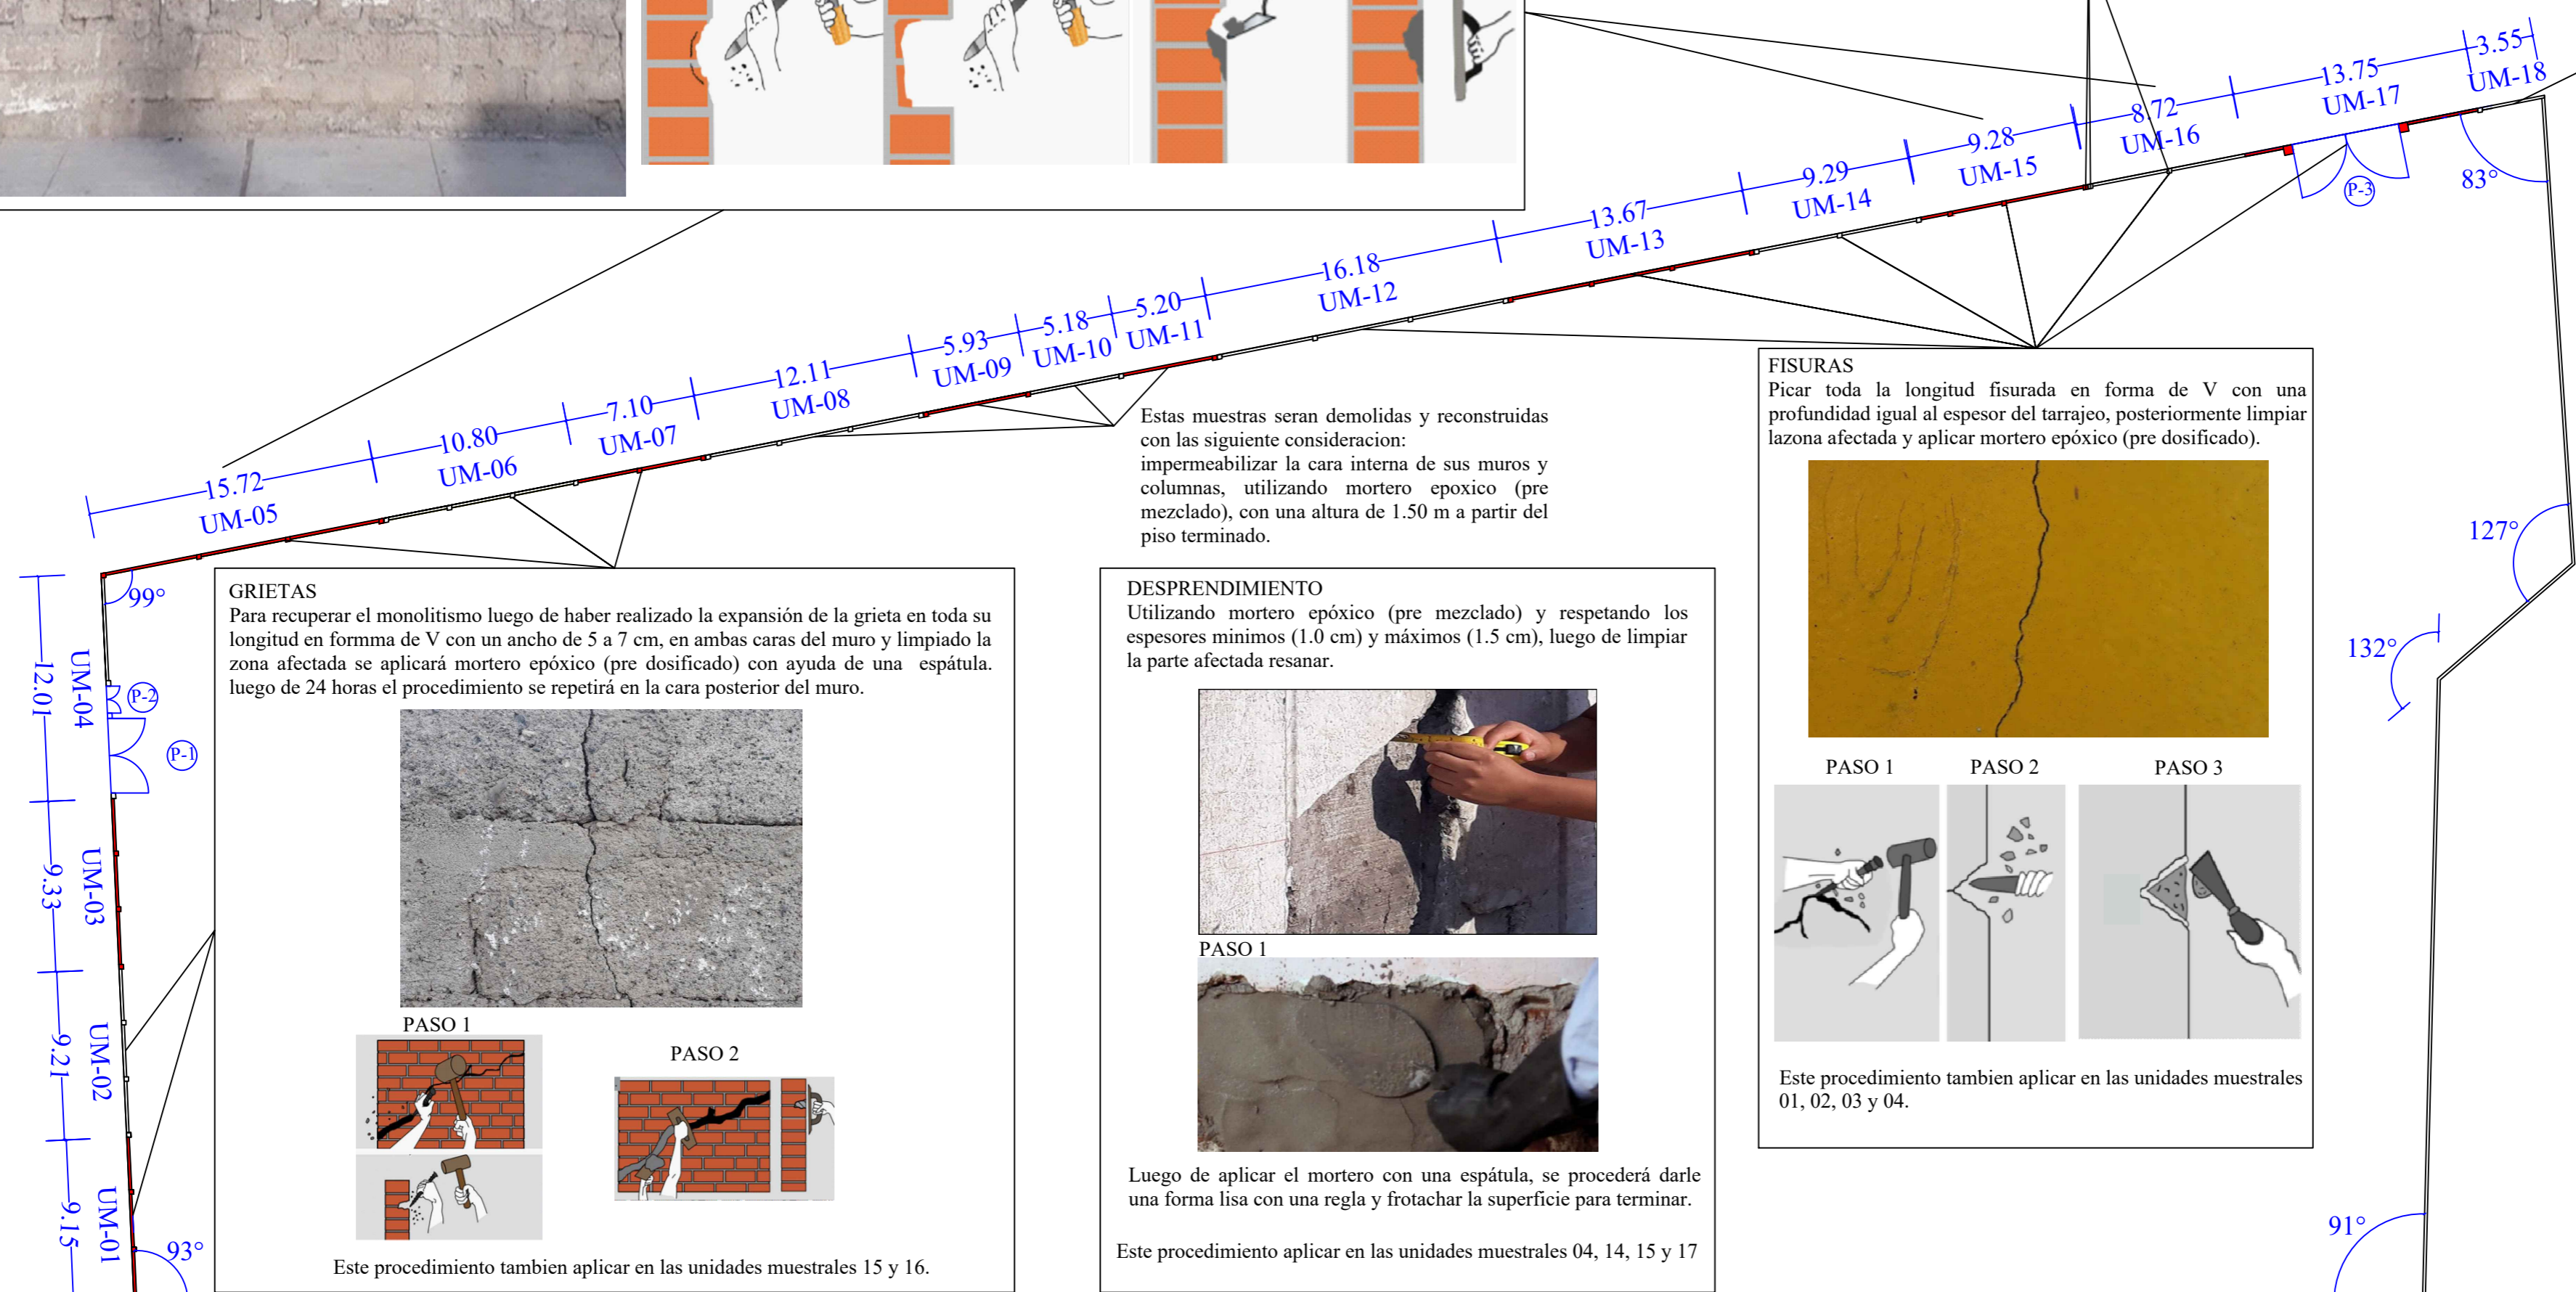 3.55
UM-18
13.75
UM-17
8.72
UM-16
9.28
UM-15
9.29
UM-14
13.67
UM-13
16.18
UM-12
5.20
UM-11
5.18
UM-10
5.93
UM-09
12.11
UM-08
7.10
UM-07
10.80
UM-06
15.72
UM-05
P-3
83°
127°
132°
91°
99°
12.01
UM-04
P-2
P-1
9.33
UM-03
9.21
UM-02
9.15
UM-01
93°
Estas muestras seran demolidas y reconstruidas
con las siguiente consideracion:
impermeabilizar la cara interna de sus muros y
columnas, utilizando mortero epoxico (pre
mezclado), con una altura de 1.50 m a partir del
piso terminado.
GRIETAS
Para recuperar el monolitismo luego de haber realizado la expansión de la grieta en toda su
longitud en formma de V con un ancho de 5 a 7 cm, en ambas caras del muro y limpiado la
zona afectada se aplicará mortero epóxico (pre dosificado) con ayuda de una espátula.
luego de 24 horas el procedimiento se repetirá en la cara posterior del muro.
PASO 1
PASO 2
Este procedimiento tambien aplicar en las unidades muestrales 15 y 16.
DESPRENDIMIENTO
Utilizando mortero epóxico (pre mezclado) y respetando los
espesores minimos (1.0 cm) y máximos (1.5 cm), luego de limpiar
la parte afectada resanar.
PASO 1
Luego de aplicar el mortero con una espátula, se procederá darle
una forma lisa con una regla y frotachar la superficie para terminar.
Este procedimiento aplicar en las unidades muestrales 04, 14, 15 y 17
FISURAS
Picar toda la longitud fisurada en forma de V con una
profundidad igual al espesor del tarrajeo, posteriormente limpiar
lazona afectada y aplicar mortero epóxico (pre dosificado).
PASO 1
PASO 2
PASO 3
Este procedimiento tambien aplicar en las unidades muestrales
01, 02, 03 y 04.